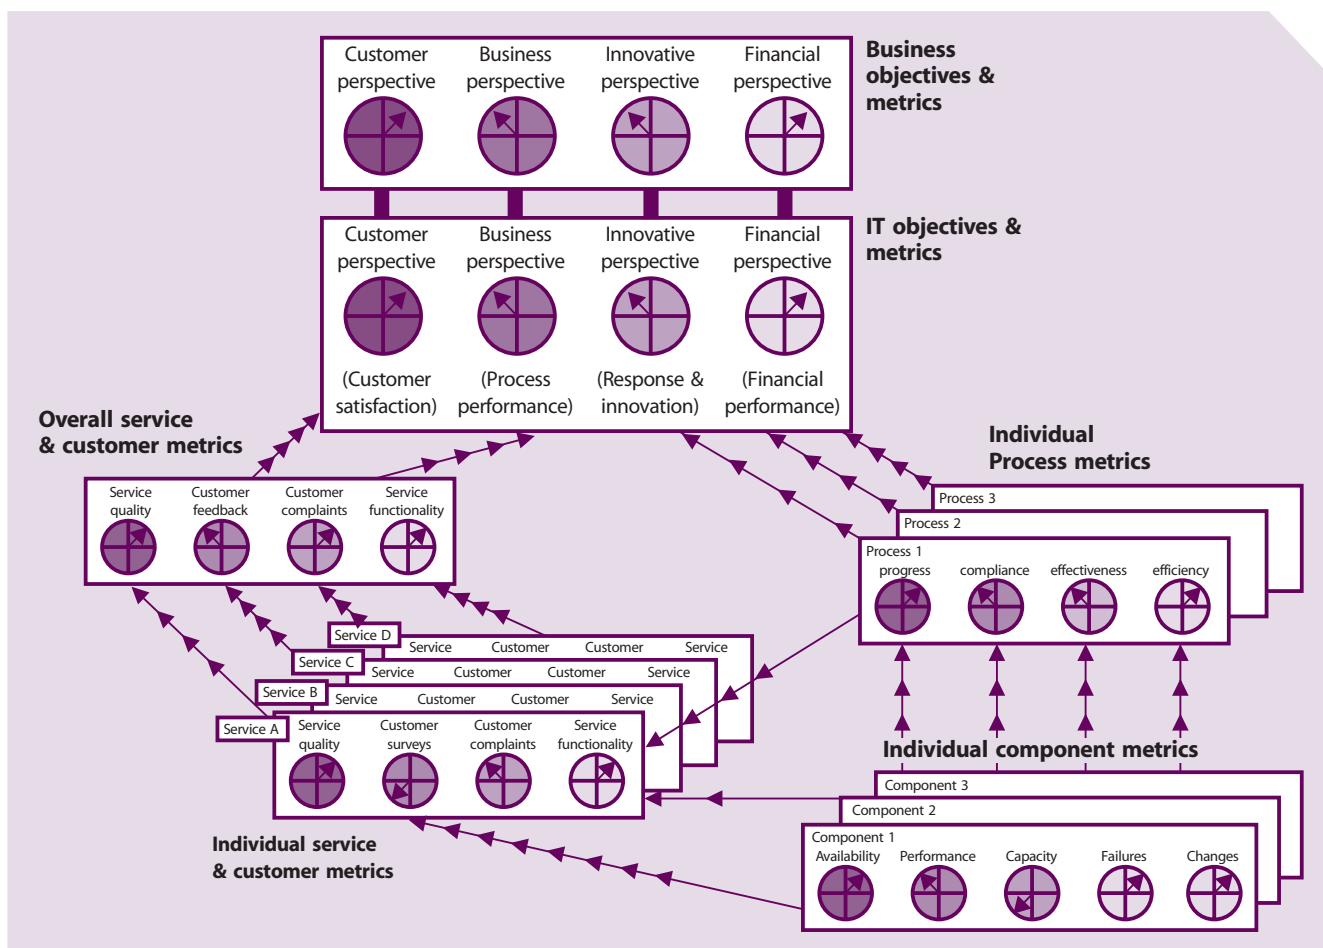 Customer perspective
Business perspective
Innovative perspective
Financial perspective
Business
objectives &
metrics
Customer perspective
Business perspective
Innovative perspective
Financial perspective
IT objectives &
metrics
(Customer satisfaction)
(Process performance)
(Response & innovation)
(Financial performance)
Overall service
& customer metrics
Service quality
Customer feedback
Customer complaints
Service functionality
Individual
Process metrics
Process 3
Process 2
Process 1
progress
compliance
effectiveness
efficiency
Service D
Service Customer Customer Service
Service C
Service Customer Customer Service
Service B
Service Customer Customer Service
Service A
Service quality
Customer surveys
Customer complaints
Service functionality
Individual service
& customer metrics
Individual component metrics
Component 3
Component 2
Component 1
Availability
Performance
Capacity
Failures
Changes